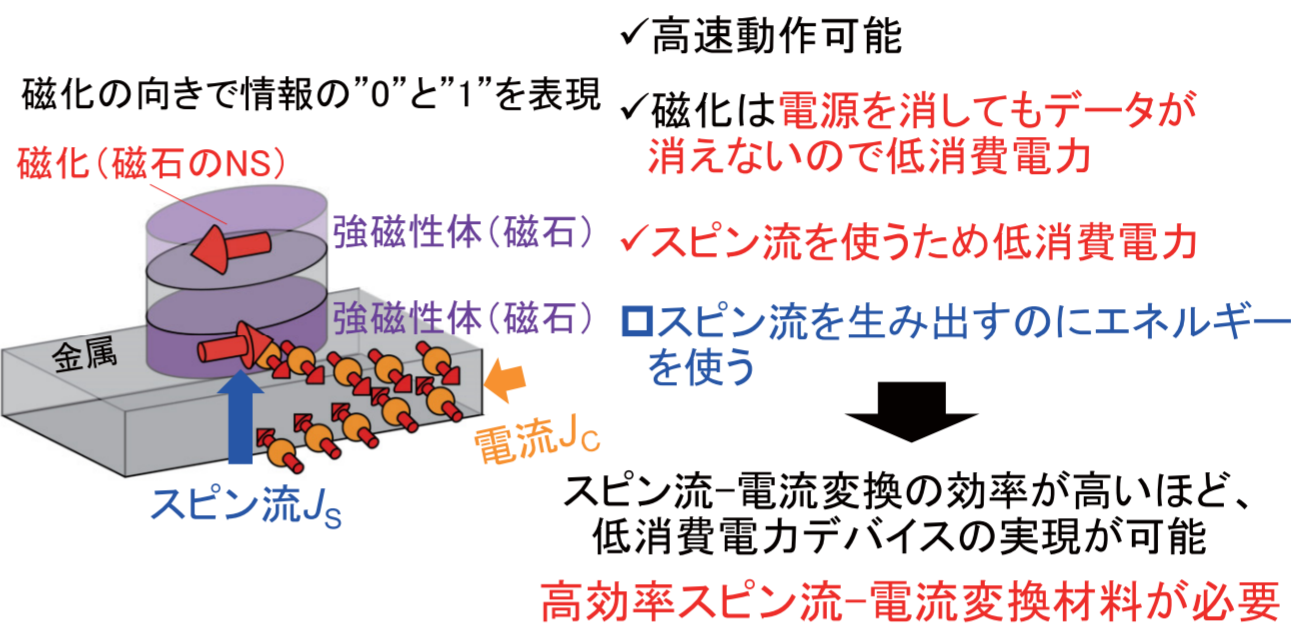 磁化の向きで情報の”0”と”1”を表現
磁化（磁石のNS）
強磁性体（磁石）
強磁性体（磁石）
金属
電流JC
スピン流JS
✓高速動作可能
✓磁化は電源を消してもデータが
消えないので低消費電力
✓スピン流を使うため低消費電力
□スピン流を生み出すのにエネルギー
を使う
スピン流−電流変換の効率が高いほど、
低消費電力デバイスの実現が可能
高効率スピン流−電流変換材料が必要